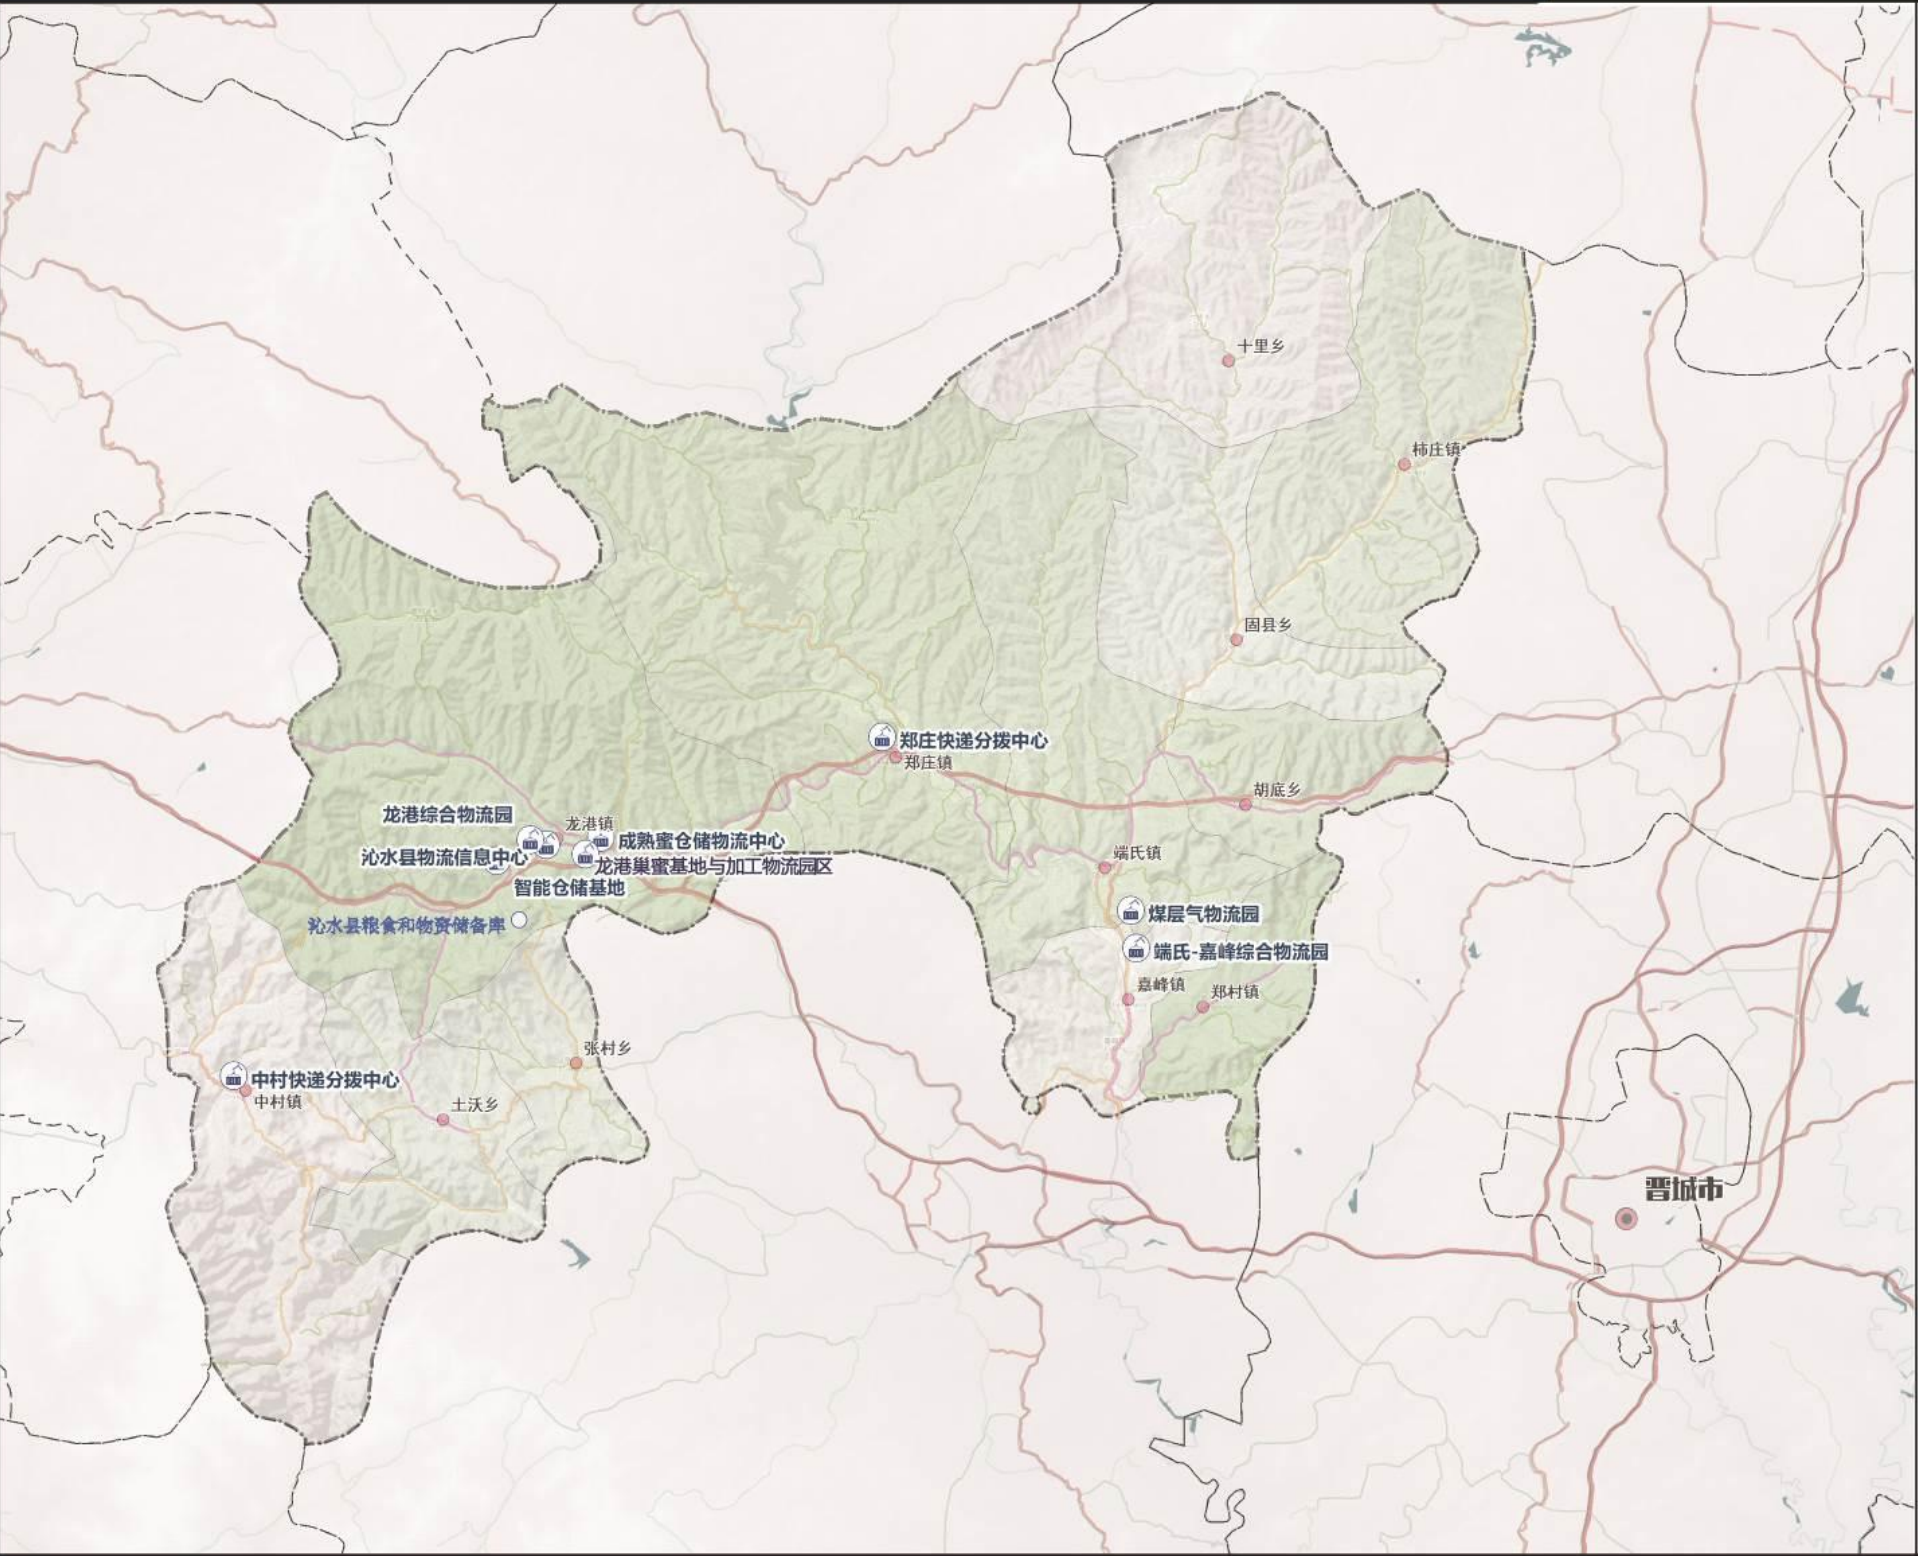 十里乡
柿庄镇
固县乡
郑庄快递分拨中心
郑庄镇
胡底乡
龙港综合物流园
龙港镇
成熟蜜仓储物流中心
沁水县物流信息中心
龙港巢蜜基地与加工物流园区
端氏镇
智能仓储基地
煤层气物流园
沁水县粮食和物资储备库
端氏-嘉峰综合物流园
嘉峰镇
郑村镇
张村乡
中村快递分拨中心
中村镇
土沃乡
晋城市